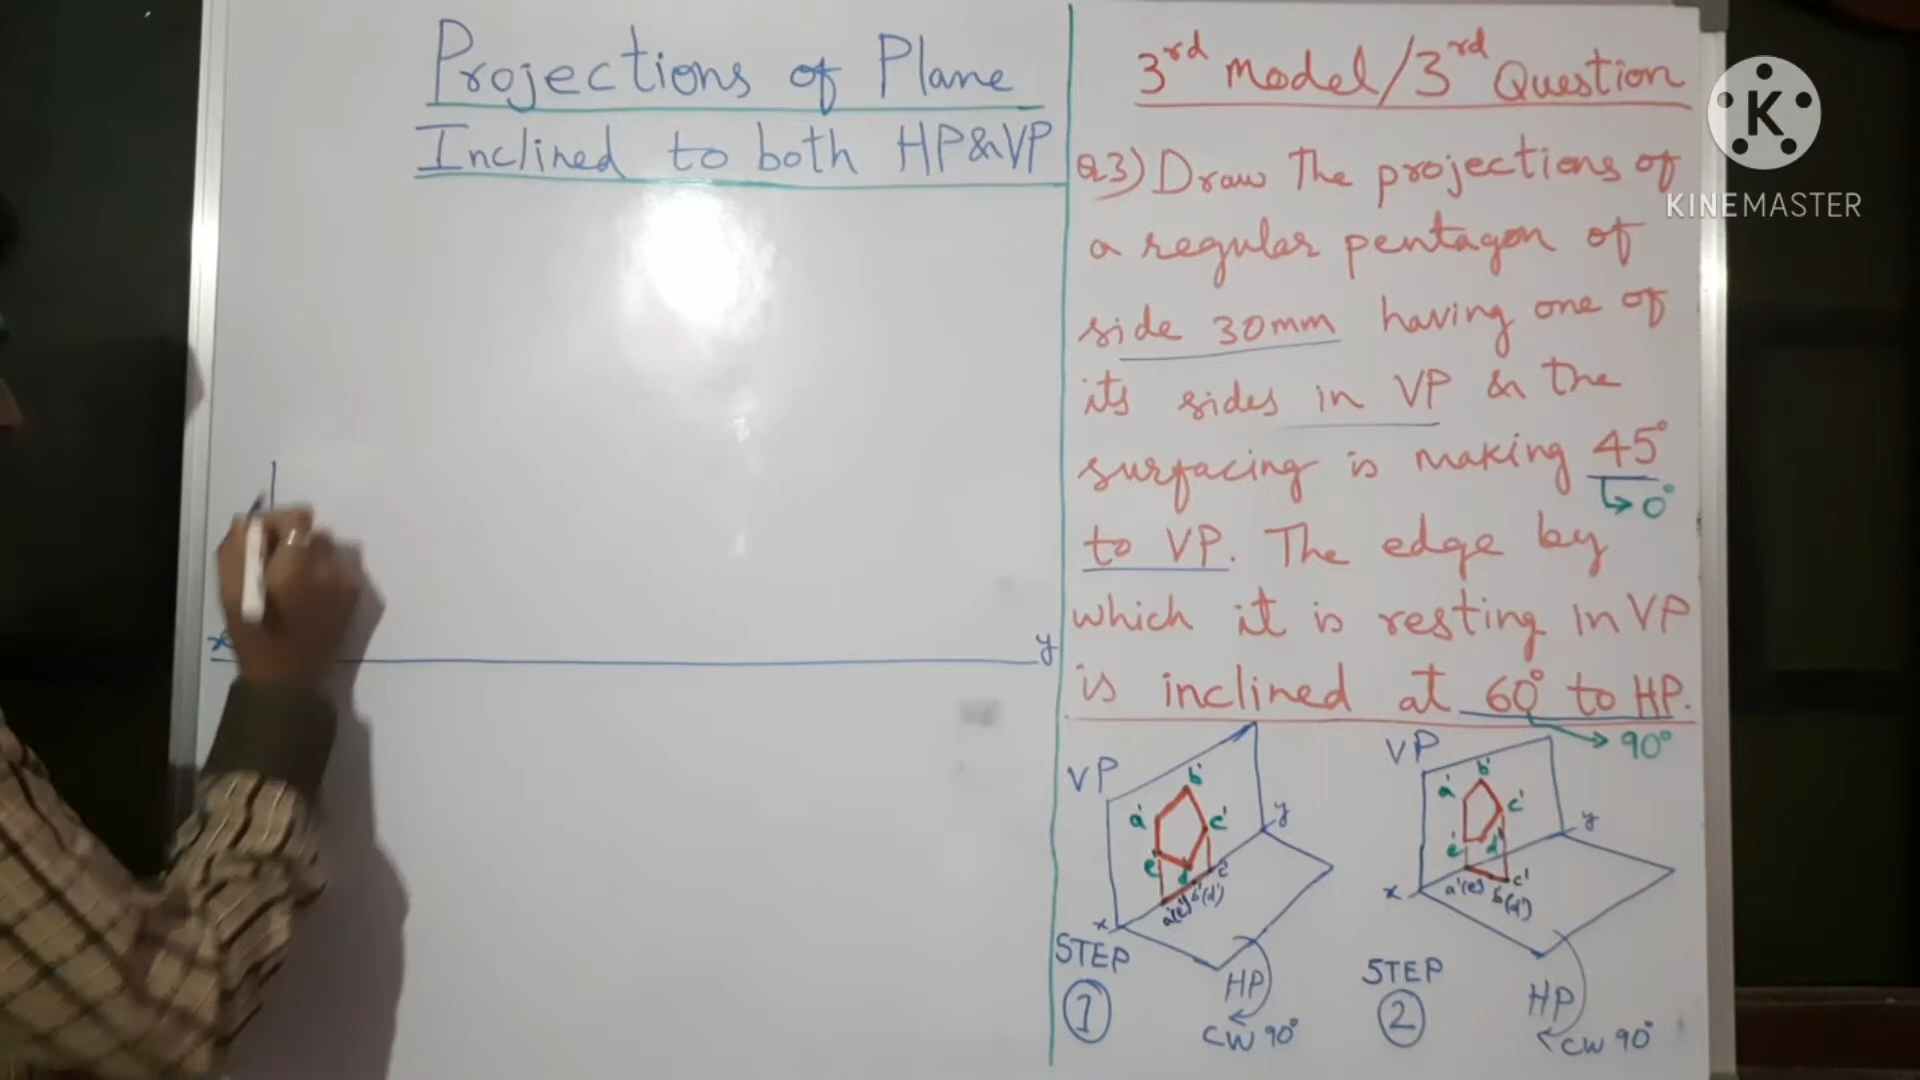 Projections of Plane
Inclined to both HP&VP
x
y
3rd Model/3rd Question
Q3) Draw The projections of
a regular pentagon of
side 30mm having one of
its sides in VP & the
surfacing is making 45°
↳ 0°
to VP. The edge by
which it is resting in VP
is inclined at 60° to HP.
→ 90°
VP
a'
b'
c'
d'
e'
y
x
a'(e')
b'(d')
c'
HP
CW 90°
STEP
1
VP
a'
b'
c'
d'
e'
y
x
a'(e)
b(d')
c'
HP
CW 90°
STEP
2
K
KINEMASTER